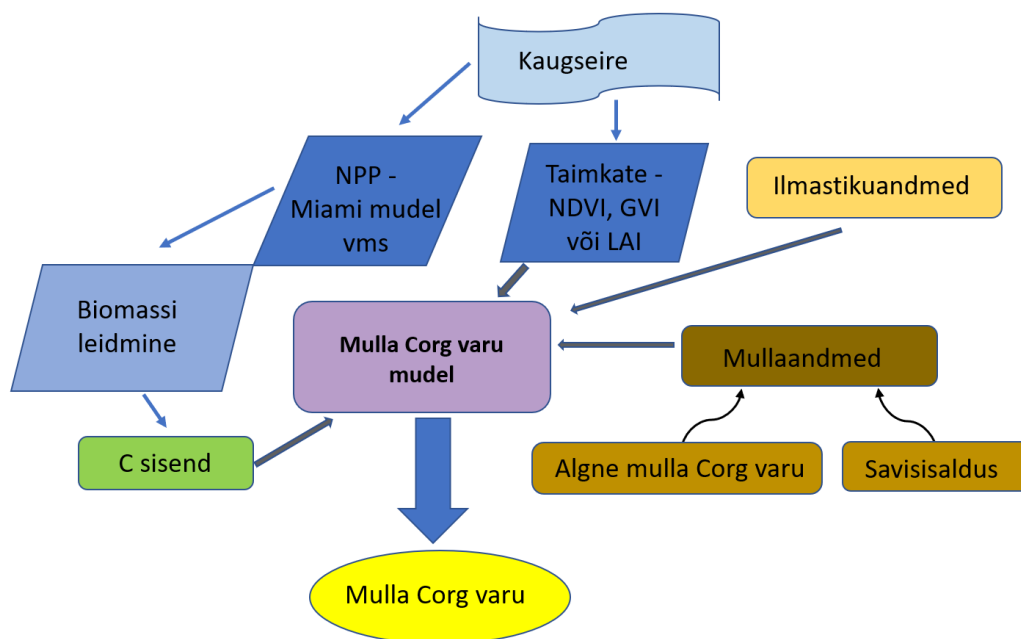 Kaugseire
NPP -
Miami mudel
vms
Taimkate -
NDVI, GVI
või LAI
Ilmastikuandmed
Biomassi
leidmine
Mulla Corg varu
mudel
Mullaandmed
C sisend
Algne mulla Corg varu
Savisisaldus
Mulla Corg varu